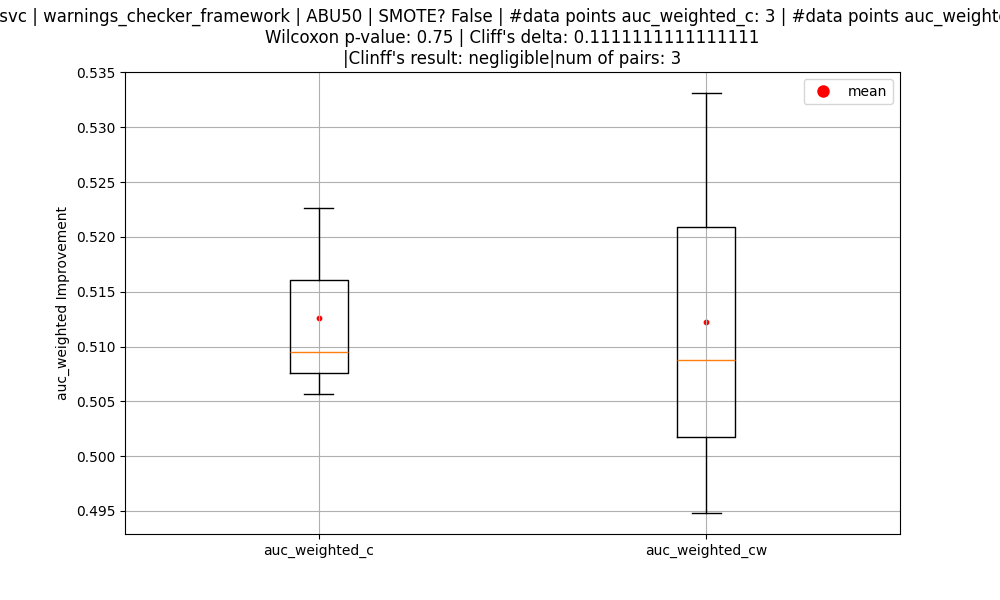 svc | warnings_checker_framework | ABU50 | SMOTE? False | #data points auc_weighted_c: 3 | #data points
Wilcoxon p-value: 0.75 | Cliff's delta: 0.1111111111111111
|Clinff's result: negligible|num of pairs: 3
mean
auc_weighted Improvement
0.535
0.530
0.525
0.520
0.515
0.510
0.505
0.500
0.495
auc_weighted_c
auc_weighted_cw